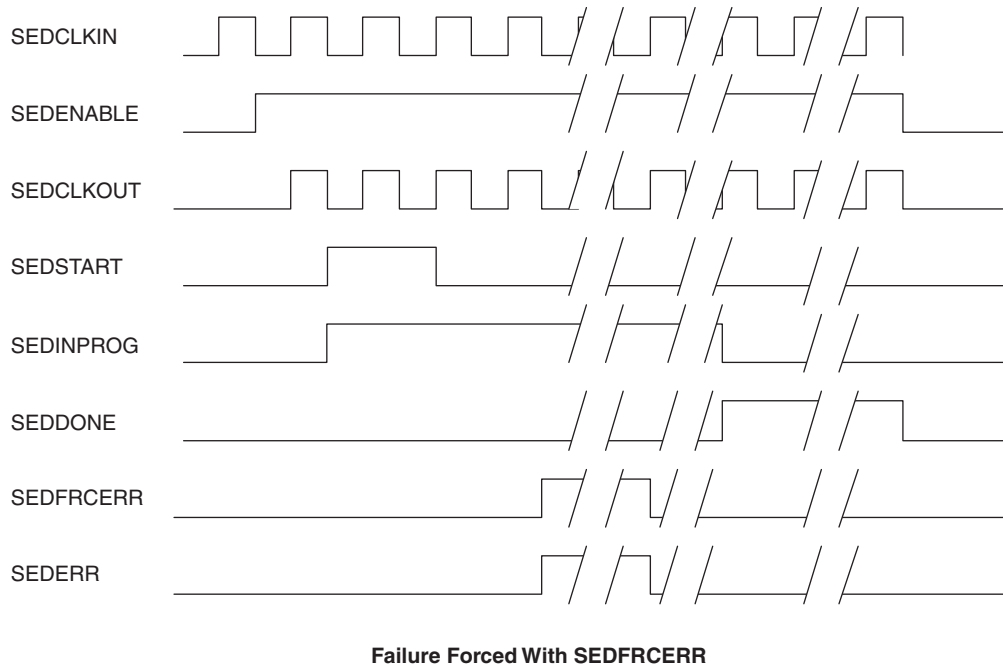 SEDCLKIN
SEDENABLE
SEDCLKOUT
SEDSTART
SEDINPROG
SEDDONE
SEDFRCERR
SEDERR
Failure Forced With SEDFRCERR